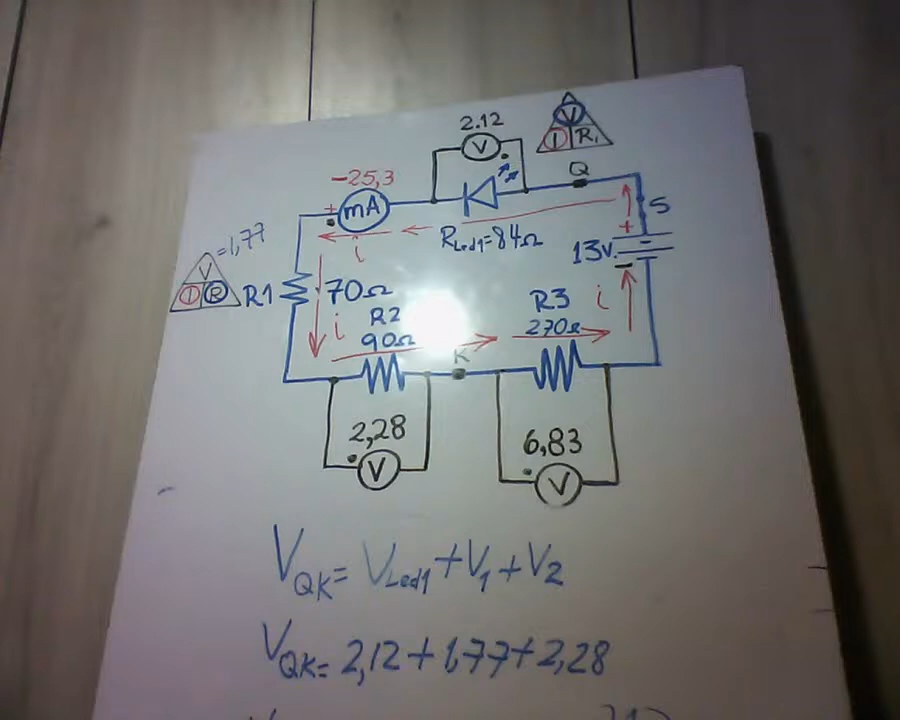 2.12
V
V
I R1
Q
-25,3
+
mA
S
+
RLed1=84Ω
13v.
-
i
=1,77
V
I R
R1
70Ω
R3
i
R2
270Ω
i
90Ω
K
2,28
6,83
V
V
VQK= VLed1+V1+V2
VQK= 2,12+1,77+2,28